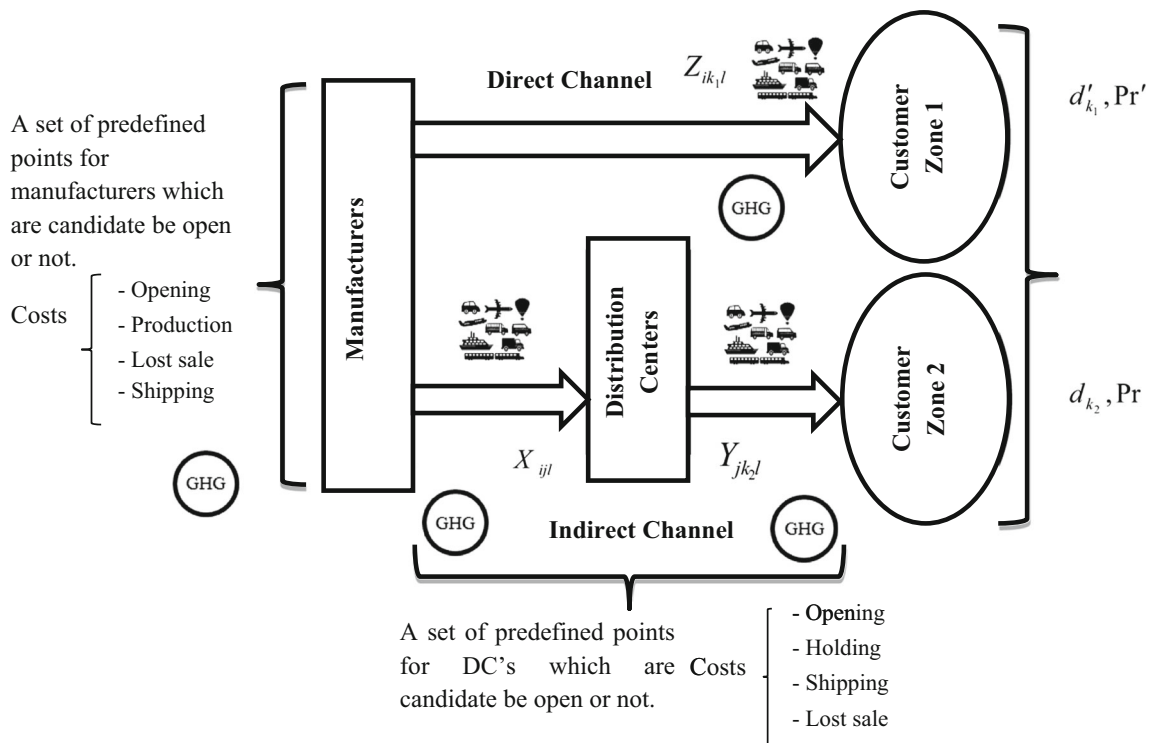 Direct Channel
Z_{ik_1l}
d'_{k_1}, Pr'
A set of predefined
points for
manufacturers which
are candidate be open
or not.
Costs
- Opening
- Production
- Lost sale
- Shipping
GHG
Manufacturers
Customer
Zone 1
GHG
Distribution
Centers
X_{ijl}
Y_{jk_2l}
Customer
Zone 2
d_{k_2}, Pr
GHG
Indirect Channel
GHG
A set of predefined points
for DC’s which are
candidate be open or not.
Costs
- Opening
- Holding
- Shipping
- Lost sale